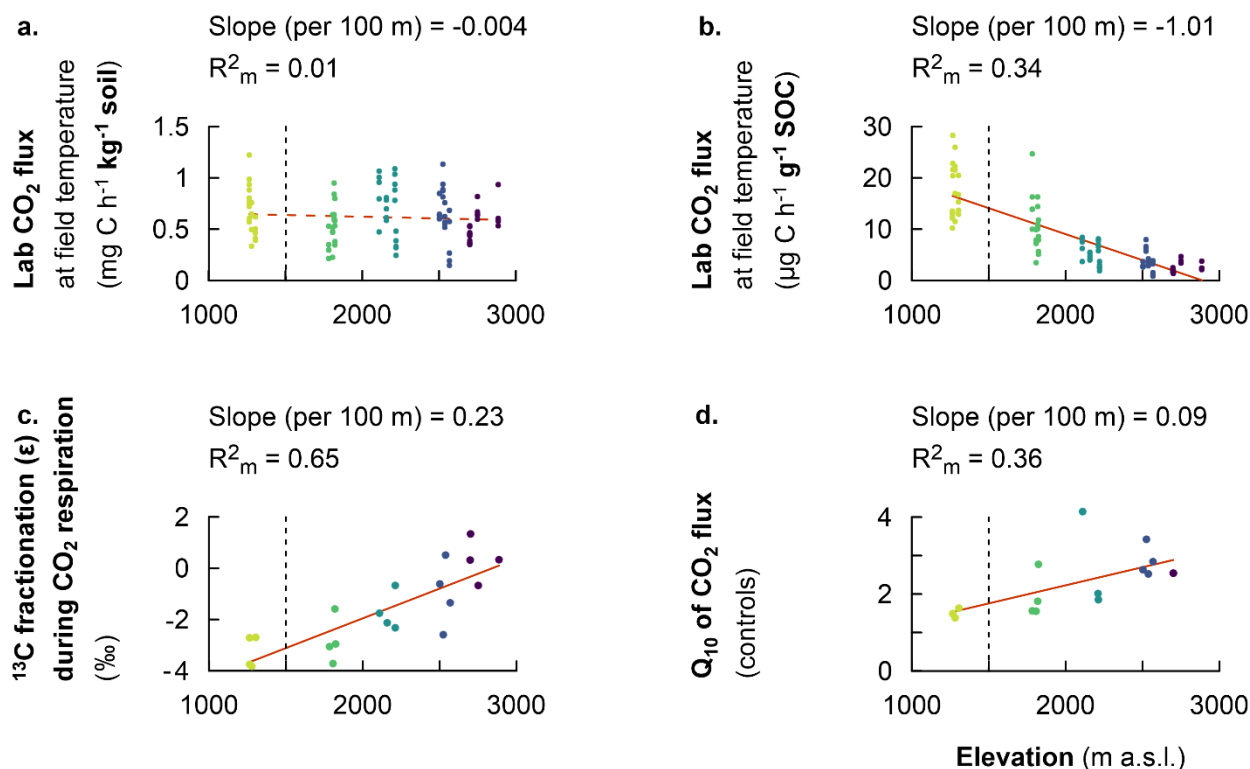 a.
Slope (per 100 m) = -0.004
R²ₘ = 0.01
Lab CO₂ flux
at field temperature
(mg C h⁻¹ kg⁻¹ soil)
1.5
1
0.5
0
1000 2000 3000
b.
Slope (per 100 m) = -1.01
R²ₘ = 0.34
Lab CO₂ flux
at field temperature
(µg C h⁻¹ g⁻¹ SOC)
30
20
10
0
1000 2000 3000
c.
Slope (per 100 m) = 0.23
R²ₘ = 0.65
¹³C fractionation (ε)
during CO₂ respiration
(‰)
2
0
-2
-4
1000 2000 3000
d.
Slope (per 100 m) = 0.09
R²ₘ = 0.36
Q₁₀ of CO₂ flux
(controls)
4
2
0
1000 2000 3000
Elevation (m a.s.l.)